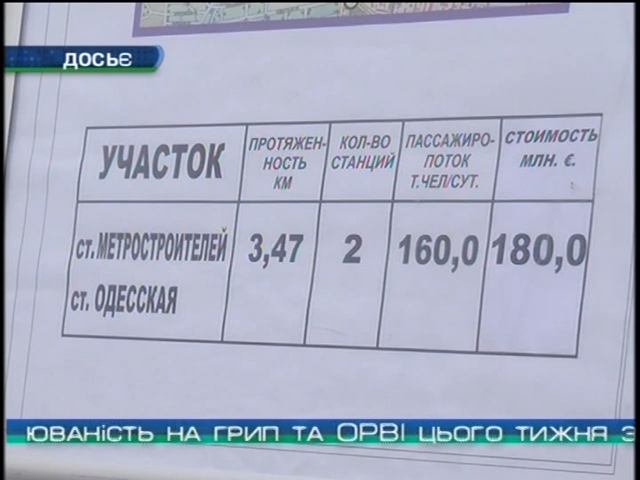 ДОСЬЄ
УЧАСТОК
ПРОТЯЖЕН-
НОСТЬ
КМ
КОЛ-ВО
СТАНЦИЙ
ПАССАЖИРО-
ПОТОК
Т.ЧЕЛ/СУТ.
СТОИМОСТЬ
МЛН. €.
ст. МЕТРОСТРОИТЕЛЕЙ
ст. ОДЕССКАЯ
3,47
2
160,0
180,0
ЮВАНІСТЬ НА ГРИП ТА ОРВІ ЦЬОГО ТИЖНЯ З